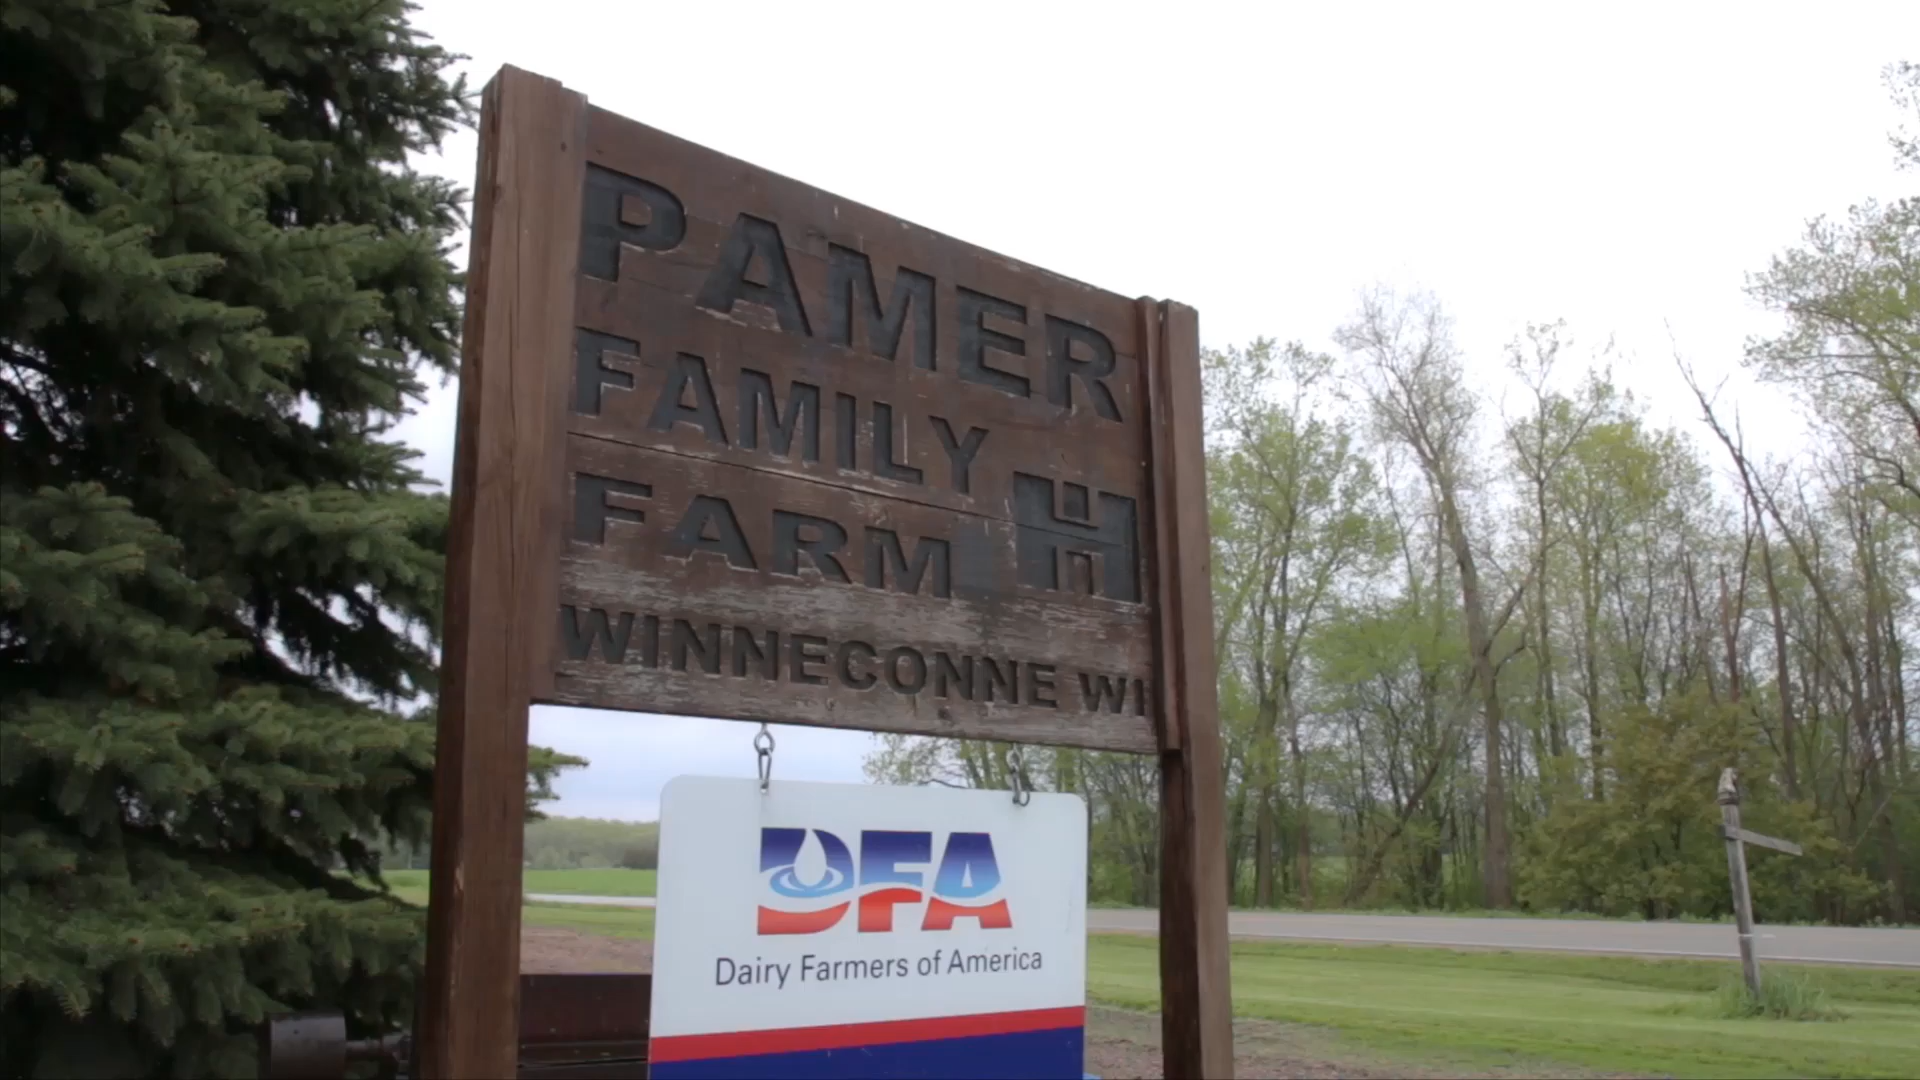 PAMER
FAMILY
FARM
WINNECONNE WI
DFA
Dairy Farmers of America